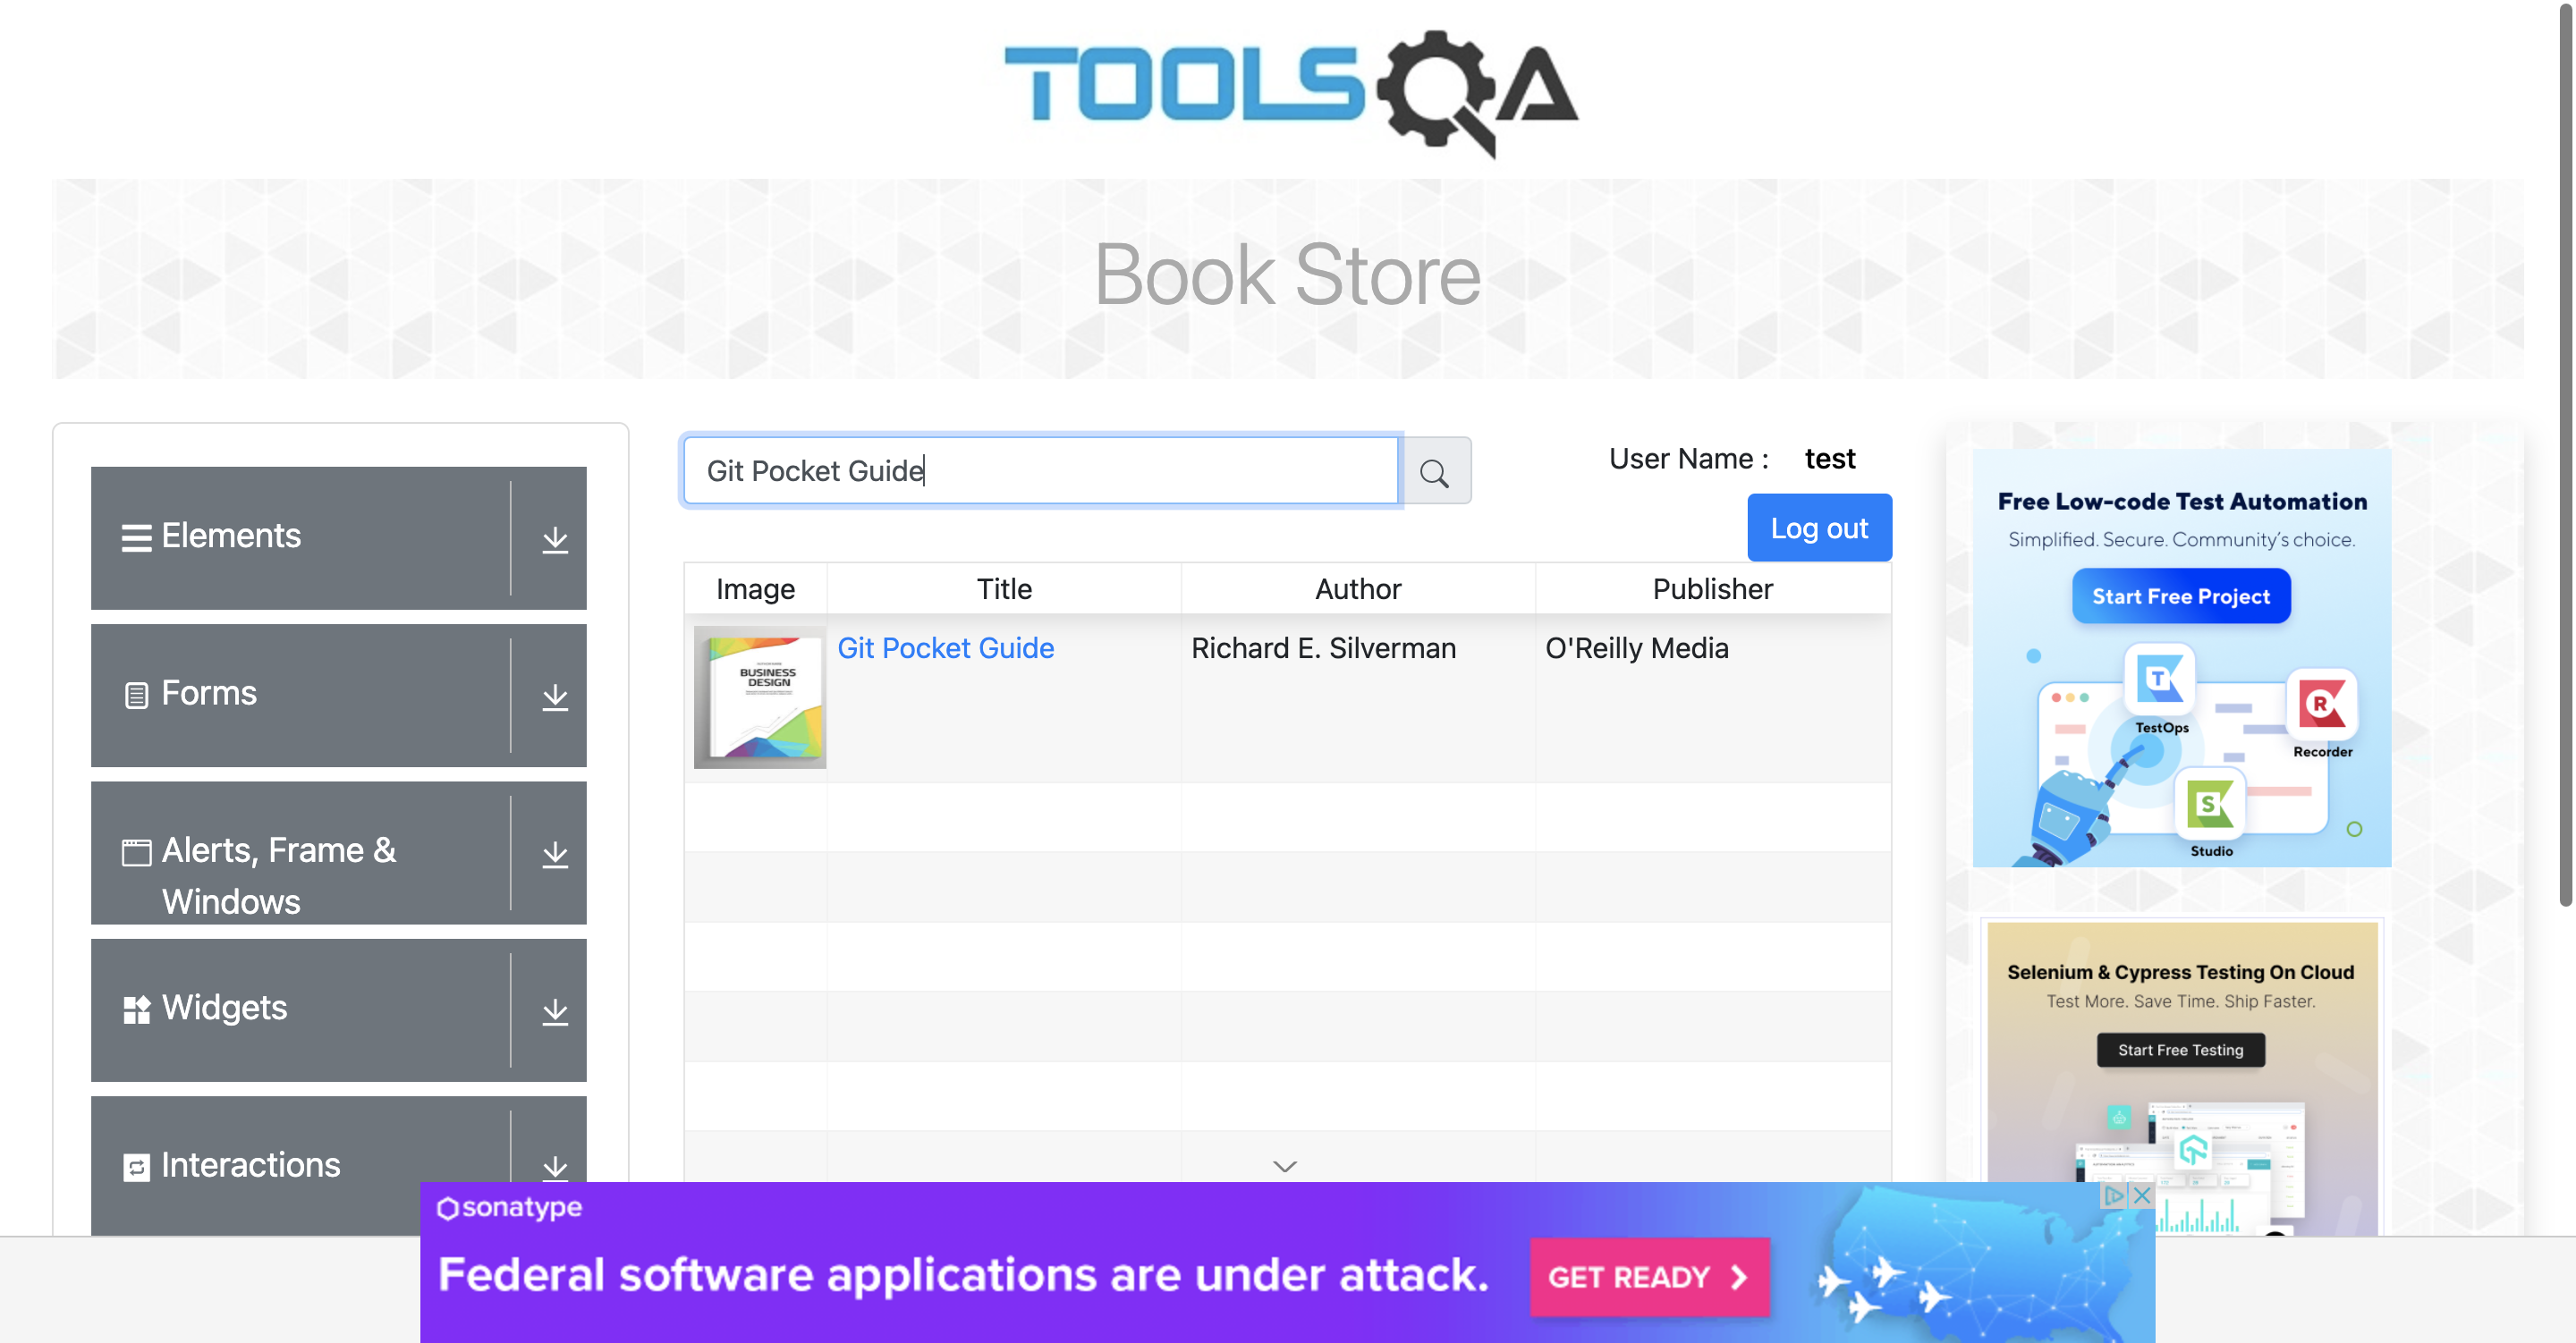 TOOLSQA
Book Store
Elements
Forms
Alerts, Frame &
Windows
Widgets
Interactions
Git Pocket Guide
User Name : test
Log out
Image Title Author Publisher
BUSINESS
DESIGN
Git Pocket Guide Richard E. Silverman O'Reilly Media
Free Low-code Test Automation
Simplified. Secure. Community's choice.
Start Free Project
T
TestOps
R
Recorder
S
Studio
Selenium & Cypress Testing On Cloud
Test More. Save Time. Ship Faster.
Start Free Testing
sonatype
Federal software applications are under attack.
GET READY